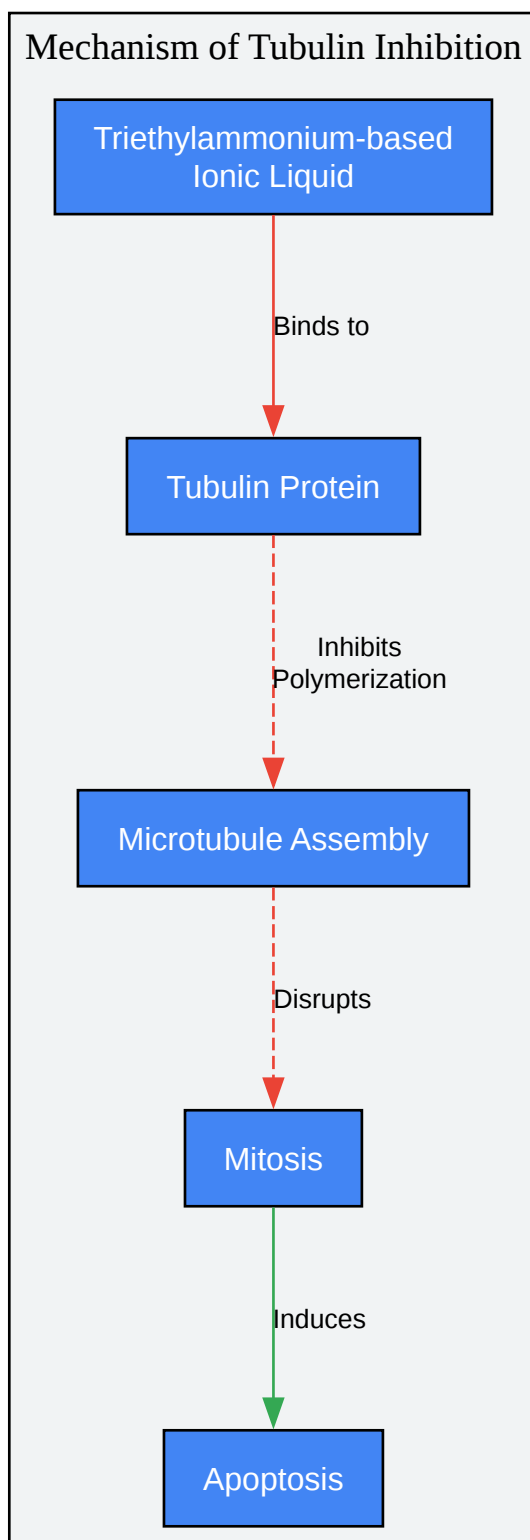 Mechanism of Tubulin Inhibition
Triethylammonium-based
Ionic Liquid
Binds to
Tubulin Protein
Inhibits
Polymerization
Microtubule Assembly
Disrupts
Mitosis
Induces
Apoptosis